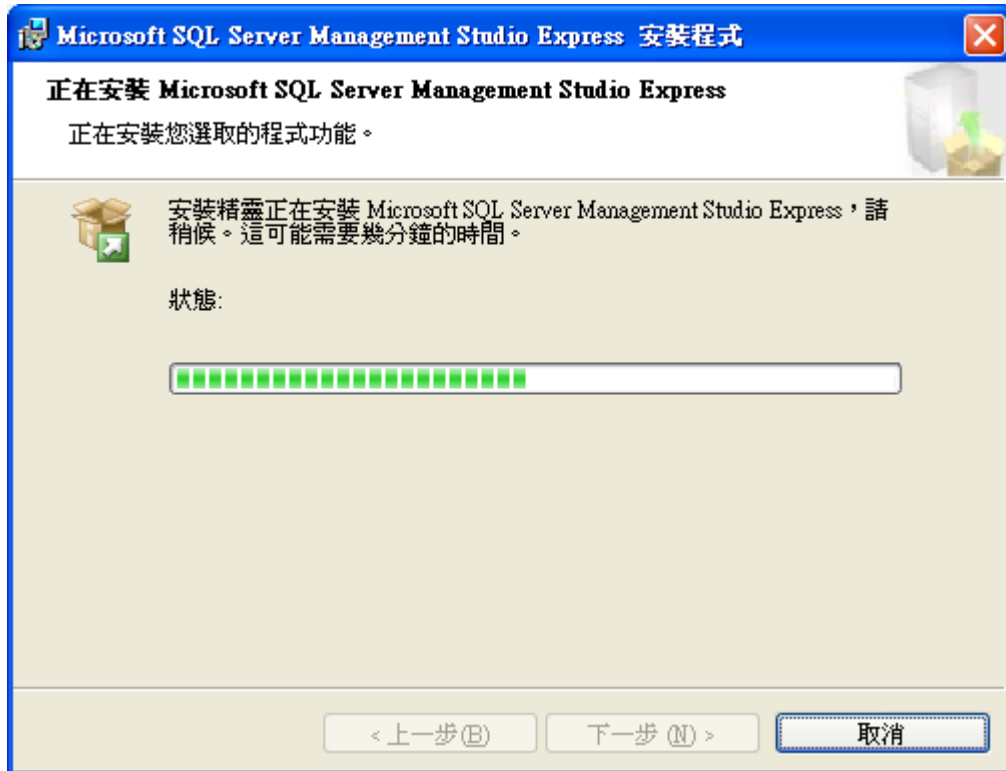 Microsoft SQL Server Management Studio Express 安裝程式
正在安裝 Microsoft SQL Server Management Studio Express
正在安裝您選取的程式功能。
安裝精靈正在安裝 Microsoft SQL Server Management Studio Express，請
稍候。這可能需要幾分鐘的時間。
狀態:
<上一步(B) 下一步(N)> 取消